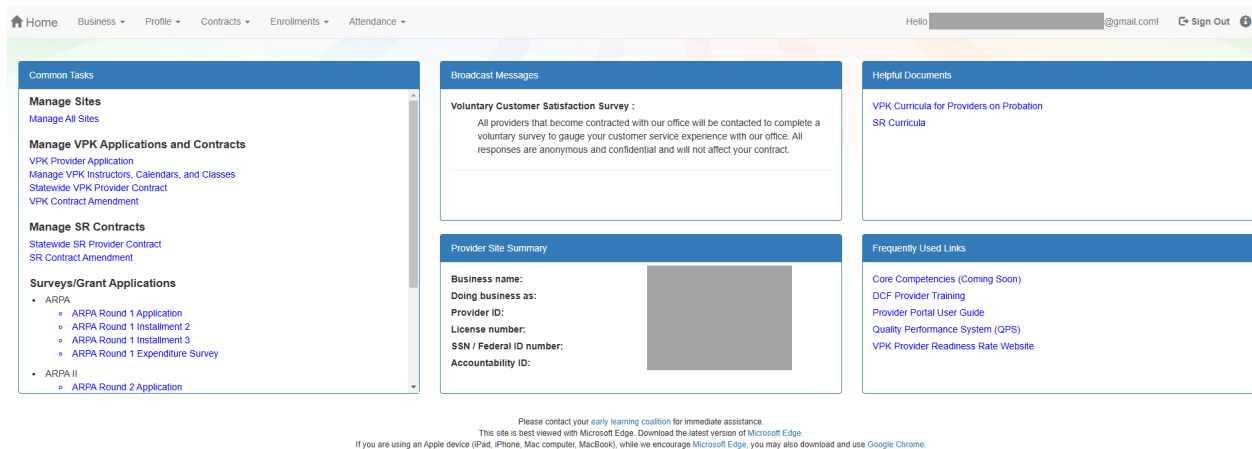 Home Business Profile Contracts Enrollments Attendance Hello @gmail.com! Sign Out
Common Tasks
Manage Sites
Manage All Sites
Manage VPK Applications and Contracts
VPK Provider Application
Manage VPK Instructors, Calendars, and Classes
Statewide VPK Provider Contract
VPK Contract Amendment
Manage SR Contracts
Statewide SR Provider Contract
SR Contract Amendment
Surveys/Grant Applications
• ARPA
ARPA Round 1 Application
ARPA Round 1 Installment 2
ARPA Round 1 Installment 3
ARPA Round 1 Expenditure Survey
• ARPA II
ARPA Round 2 Application
Broadcast Messages
Voluntary Customer Satisfaction Survey :
All providers that become contracted with our office will be contacted to complete a
voluntary survey to gauge your customer service experience with our office. All
responses are anonymous and confidential and will not affect your contract.
Provider Site Summary
Business name:
Doing business as:
Provider ID:
License number:
SSN / Federal ID number:
Accountability ID:
Helpful Documents
VPK Curricula for Providers on Probation
SR Curricula
Frequently Used Links
Core Competencies (Coming Soon)
DCF Provider Training
Provider Portal User Guide
Quality Performance System (QPS)
VPK Provider Readiness Rate Website
Please contact your early learning coalition for immediate assistance.
This site is best viewed with Microsoft Edge. Download the latest version of Microsoft Edge.
If you are using an Apple device (iPad, iPhone, Mac computer, MacBook), while we encourage Microsoft Edge, you may also download and use Google Chrome.